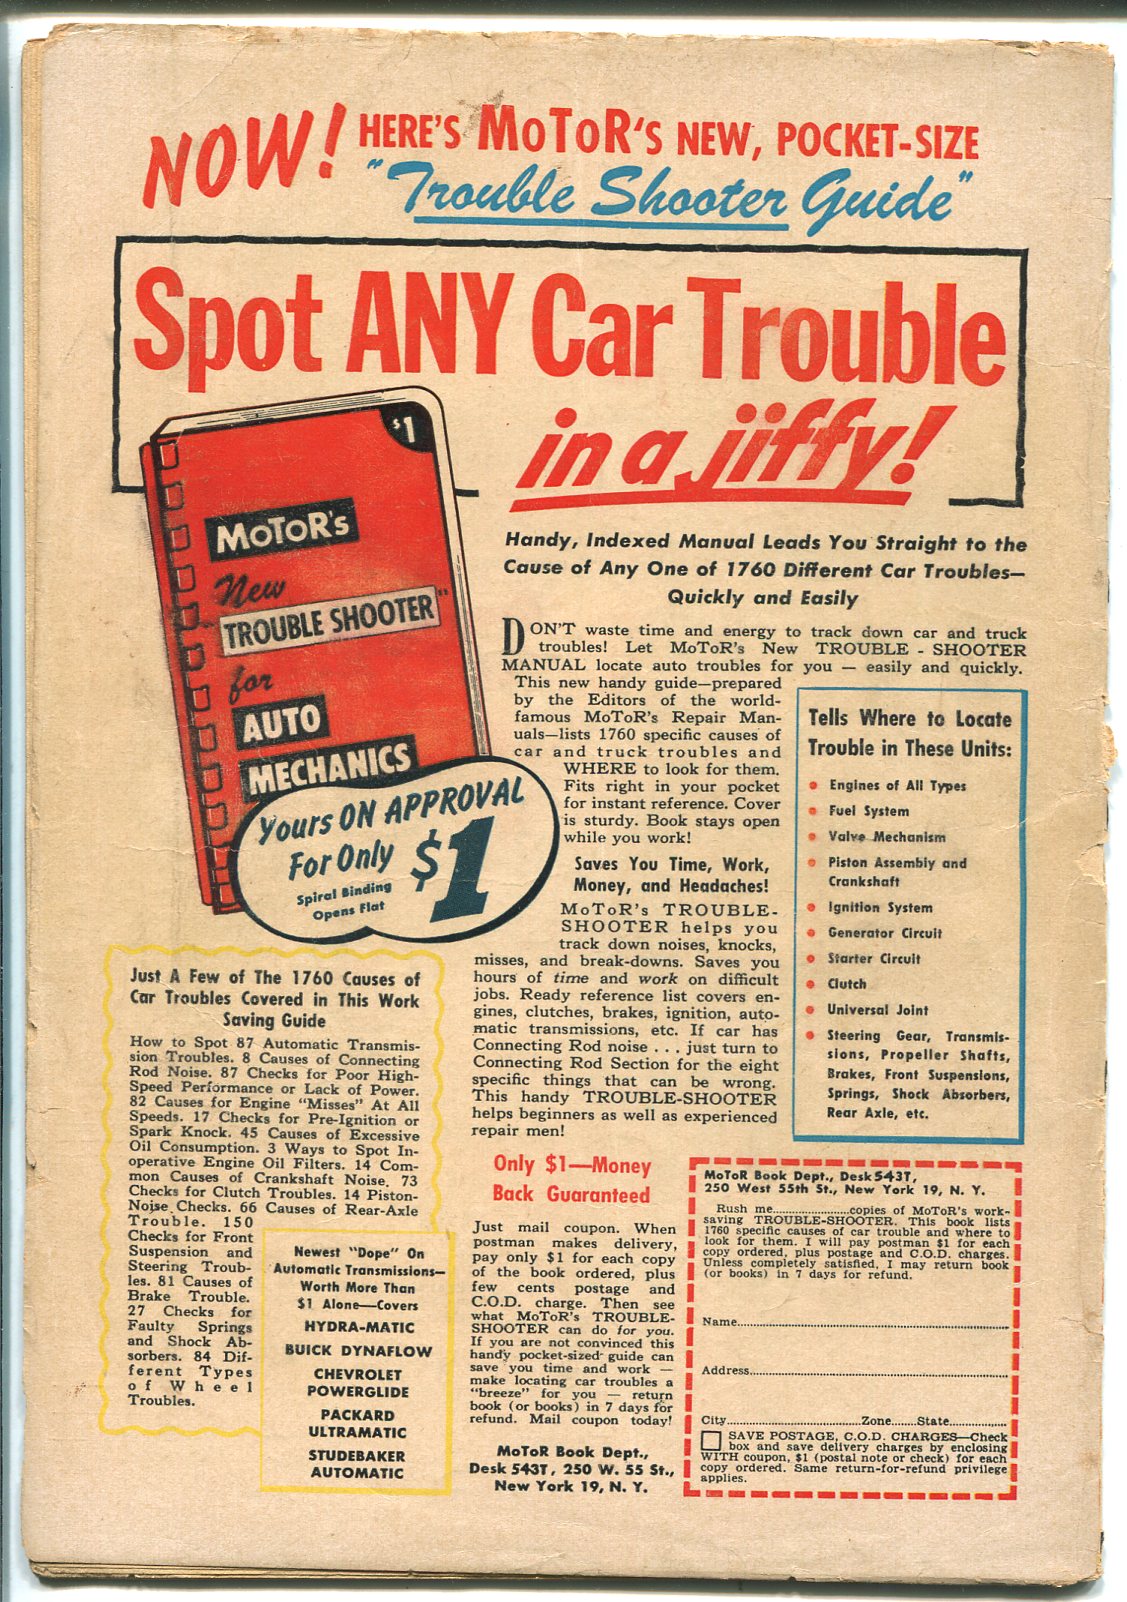 NOW! HERE'S MoToR's NEW, POCKET-SIZE
"Trouble Shooter Guide"
Spot ANY Car Trouble
in a jiffy!
$1
MoToR's
New
TROUBLE SHOOTER"
for
AUTO
MECHANICS
Yours ON APPROVAL
For Only $1
Spiral Binding
Opens Flat
Handy, Indexed Manual Leads You Straight to the
Cause of Any One of 1760 Different Car Troubles—
Quickly and Easily
DON'T waste time and energy to track down car and truck
troubles! Let MoToR's New TROUBLE - SHOOTER
MANUAL locate auto troubles for you — easily and quickly.
This new handy guide—prepared
by the Editors of the world-
famous MoToR's Repair Man-
uals—lists 1760 specific causes of
car and truck troubles and
WHERE to look for them.
Fits right in your pocket
for instant reference. Cover
is sturdy. Book stays open
while you work!
Saves You Time, Work,
Money, and Headaches!
MoToR's TROUBLE-
SHOOTER helps you
track down noises, knocks,
misses, and break-downs. Saves you
hours of time and work on difficult
jobs. Ready reference list covers en-
gines, clutches, brakes, ignition, auto-
matic transmissions, etc. If car has
Connecting Rod noise . . . just turn to
Connecting Rod Section for the eight
specific things that can be wrong.
This handy TROUBLE-SHOOTER
helps beginners as well as experienced
repair men!
Tells Where to Locate
Trouble in These Units:
• Engines of All Types
• Fuel System
• Valve Mechanism
• Piston Assembly and
Crankshaft
• Ignition System
• Generator Circuit
• Starter Circuit
• Clutch
• Universal Joint
• Steering Gear, Transmis-
sions, Propeller Shafts,
Brakes, Front Suspensions,
Springs, Shock Absorbers,
Rear Axle, etc.
Just A Few of The 1760 Causes of
Car Troubles Covered in This Work
Saving Guide
How to Spot 87 Automatic Transmis-
sion Troubles. 8 Causes of Connecting
Rod Noise. 87 Checks for Poor High-
Speed Performance or Lack of Power.
82 Causes for Engine "Misses" At All
Speeds. 17 Checks for Pre-Ignition or
Spark Knock. 45 Causes of Excessive
Oil Consumption. 3 Ways to Spot In-
operative Engine Oil Filters. 14 Com-
mon Causes of Crankshaft Noise. 73
Checks for Clutch Troubles. 14 Piston-
Noise Checks. 66 Causes of Rear-Axle
Trouble. 150
Checks for Front
Suspension and
Steering Troub-
les. 81 Causes of
Brake Trouble.
27 Checks for
Faulty Springs
and Shock Ab-
sorbers. 84 Dif-
ferent Types
of Wheel
Troubles.
Newest "Dope" On
Automatic Transmissions—
Worth More Than
$1 Alone—Covers
HYDRA-MATIC
BUICK DYNAFLOW
CHEVROLET
POWERGLIDE
PACKARD
ULTRAMATIC
STUDEBAKER
AUTOMATIC
Only $1—Money
Back Guaranteed
Just mail coupon. When
postman makes delivery,
pay only $1 for each copy
of the book ordered, plus
few cents postage and
C.O.D. charge. Then see
what MoToR's TROUBLE-
SHOOTER can do for you.
If you are not convinced this
handy pocket-sized guide can
save you time and work —
make locating car troubles a
"breeze" for you — return
book (or books) in 7 days for
refund. Mail coupon today!
MoToR Book Dept.,
Desk 543T, 250 W. 55 St.,
New York 19, N. Y.
MoToR Book Dept., Desk 543T,
250 West 55th St., New York 19, N. Y.
Rush me....................copies of MoToR's work-
saving TROUBLE-SHOOTER. This book lists
1760 specific causes of car trouble and where to
look for them. I will pay postman $1 for each
copy ordered, plus postage and C.O.D. charges.
Unless completely satisfied, I may return book
(or books) in 7 days for refund.
Name....................
Address....................
City....................Zone.......State...............
SAVE POSTAGE, C.O.D. CHARGES—Check
box and save delivery charges by enclosing
WITH coupon, $1 (postal note or check) for each
copy ordered. Same return-for-refund privilege
applies.